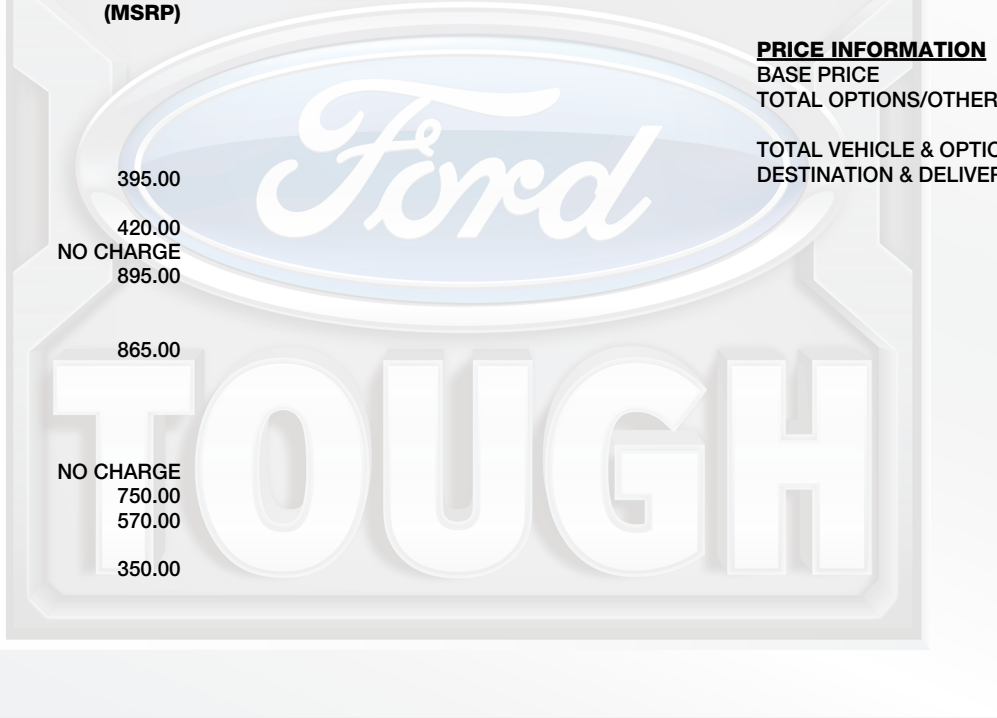 (MSRP)
395.00
420.00
NO CHARGE
895.00
865.00
NO CHARGE
750.00
570.00
350.00
PRICE INFORMATION
BASE PRICE
TOTAL OPTIONS/OTHER
TOTAL VEHICLE & OPTIO
DESTINATION & DELIVER
Ford
TOUGH